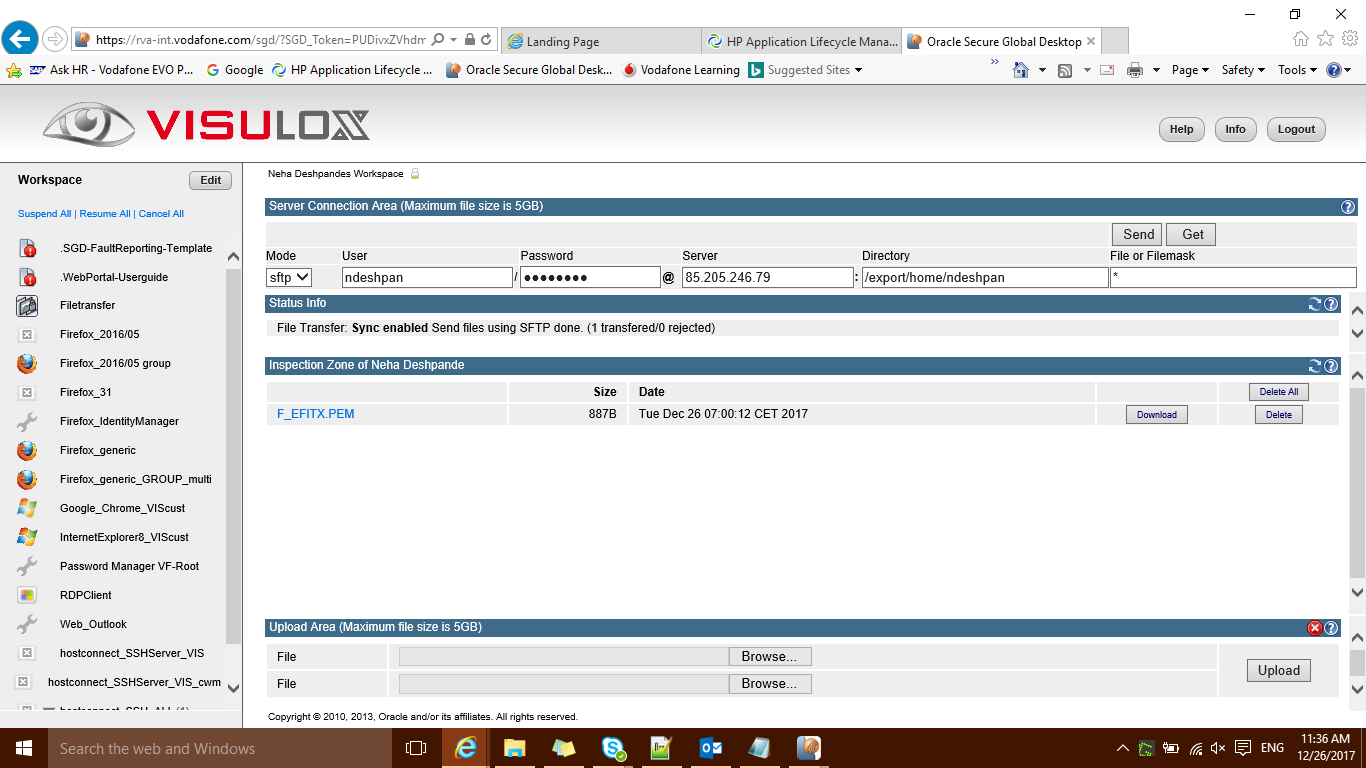 https://rva-int.vodafone.com/sgd/?SGD_Token=PUDivxZVhdm
Landing Page
HP Application Lifecycle Mana...
Oracle Secure Global Desktop
Ask HR - Vodafone EVO P...
Google
HP Application Lifecycle ...
Oracle Secure Global Desk...
Vodafone Learning
Suggested Sites
Page
Safety
Tools
VISULOX
Help
Info
Logout
Workspace
Edit
Suspend All | Resume All | Cancel All
.SGD-FaultReporting-Template
.WebPortal-Userguide
Filetransfer
Firefox_2016/05
Firefox_2016/05 group
Firefox_31
Firefox_IdentityManager
Firefox_generic
Firefox_generic_GROUP_multi
Google_Chrome_VIScust
InternetExplorer8_VIScust
Password Manager VF-Root
RDPClient
Web_Outlook
hostconnect_SSHServer_VIS
hostconnect_SSHServer_VIS_cwm
Neha Deshpandes Workspace
Server Connection Area (Maximum file size is 5GB)
Send Get
Mode User Password Server Directory File or Filemask
sftp ndeshpan / ●●●●●●●● @ 85.205.246.79 : /export/home/ndeshpan *
Status Info
File Transfer: Sync enabled Send files using SFTP done. (1 transfered/0 rejected)
Inspection Zone of Neha Deshpande
Size Date Delete All
F_EFITX.PEM 887B Tue Dec 26 07:00:12 CET 2017 Download Delete
Upload Area (Maximum file size is 5GB)
File Browse...
File Browse...
Upload
Copyright © 2010, 2013, Oracle and/or its affiliates. All rights reserved.
Search the web and Windows
ENG
11:36 AM
12/26/2017